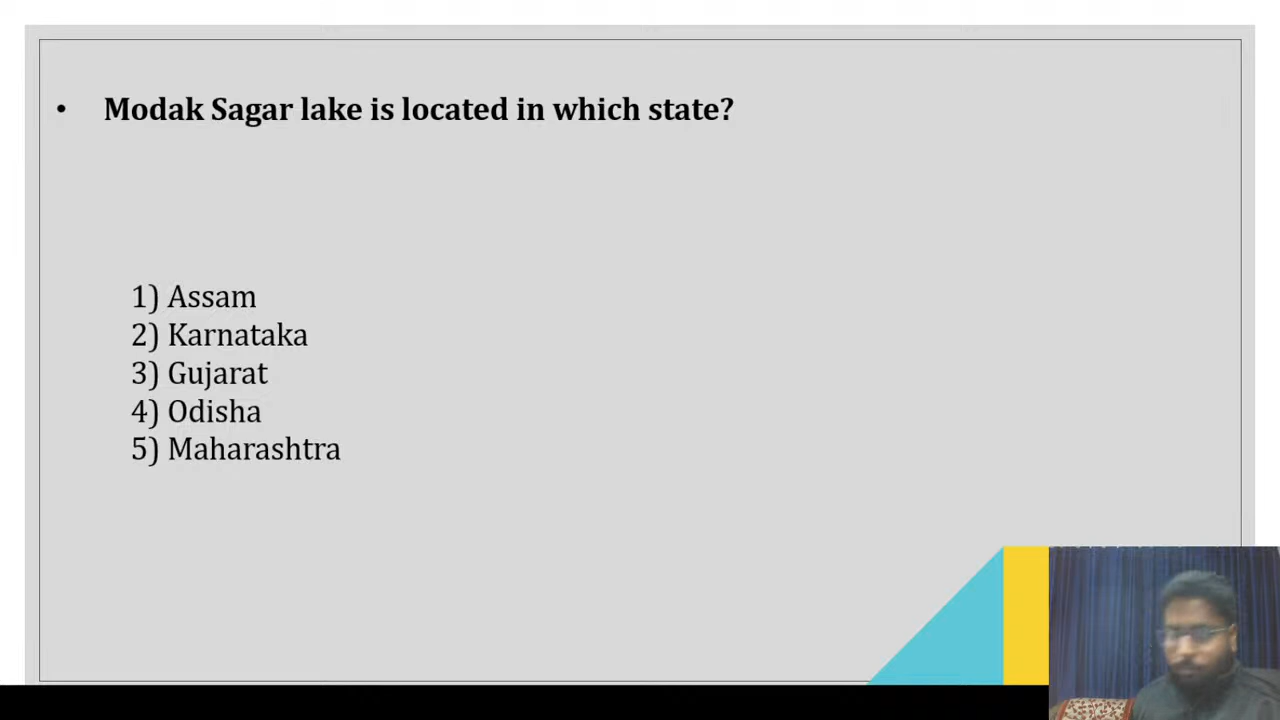 • Modak Sagar lake is located in which state?
1) Assam
2) Karnataka
3) Gujarat
4) Odisha
5) Maharashtra